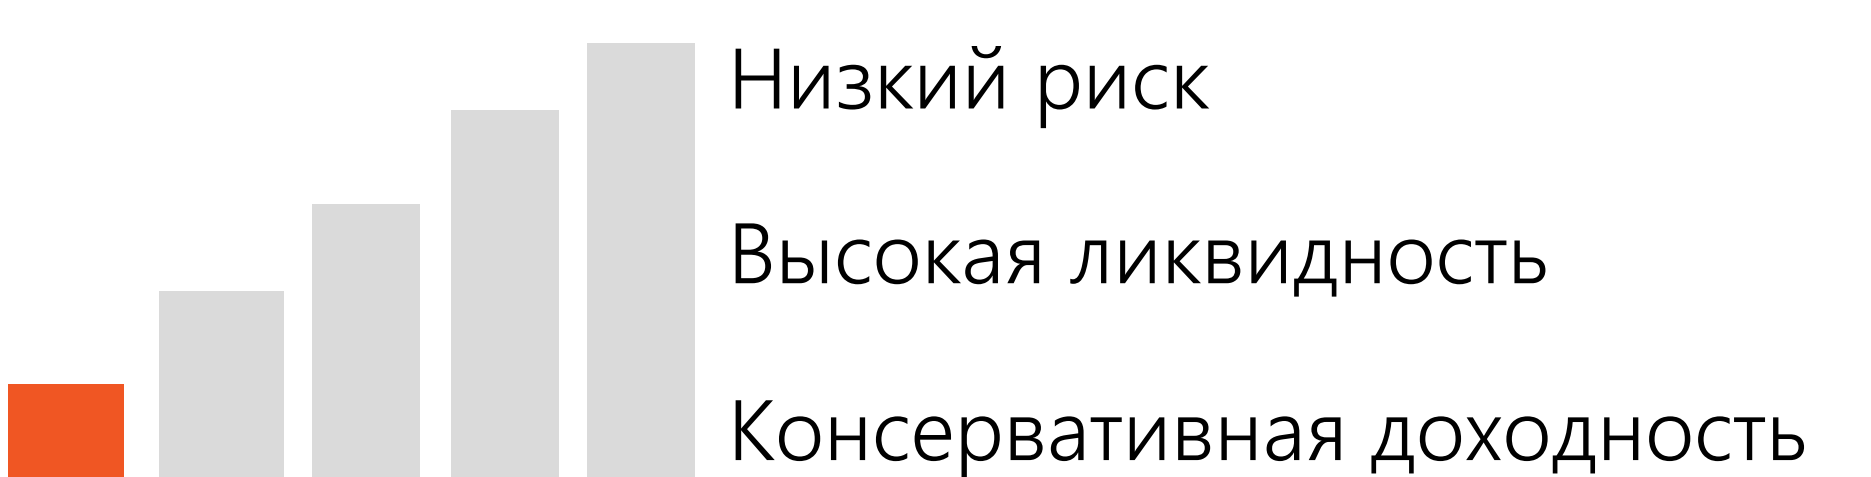 Низкий риск
Высокая ликвидность
Консервативная доходность